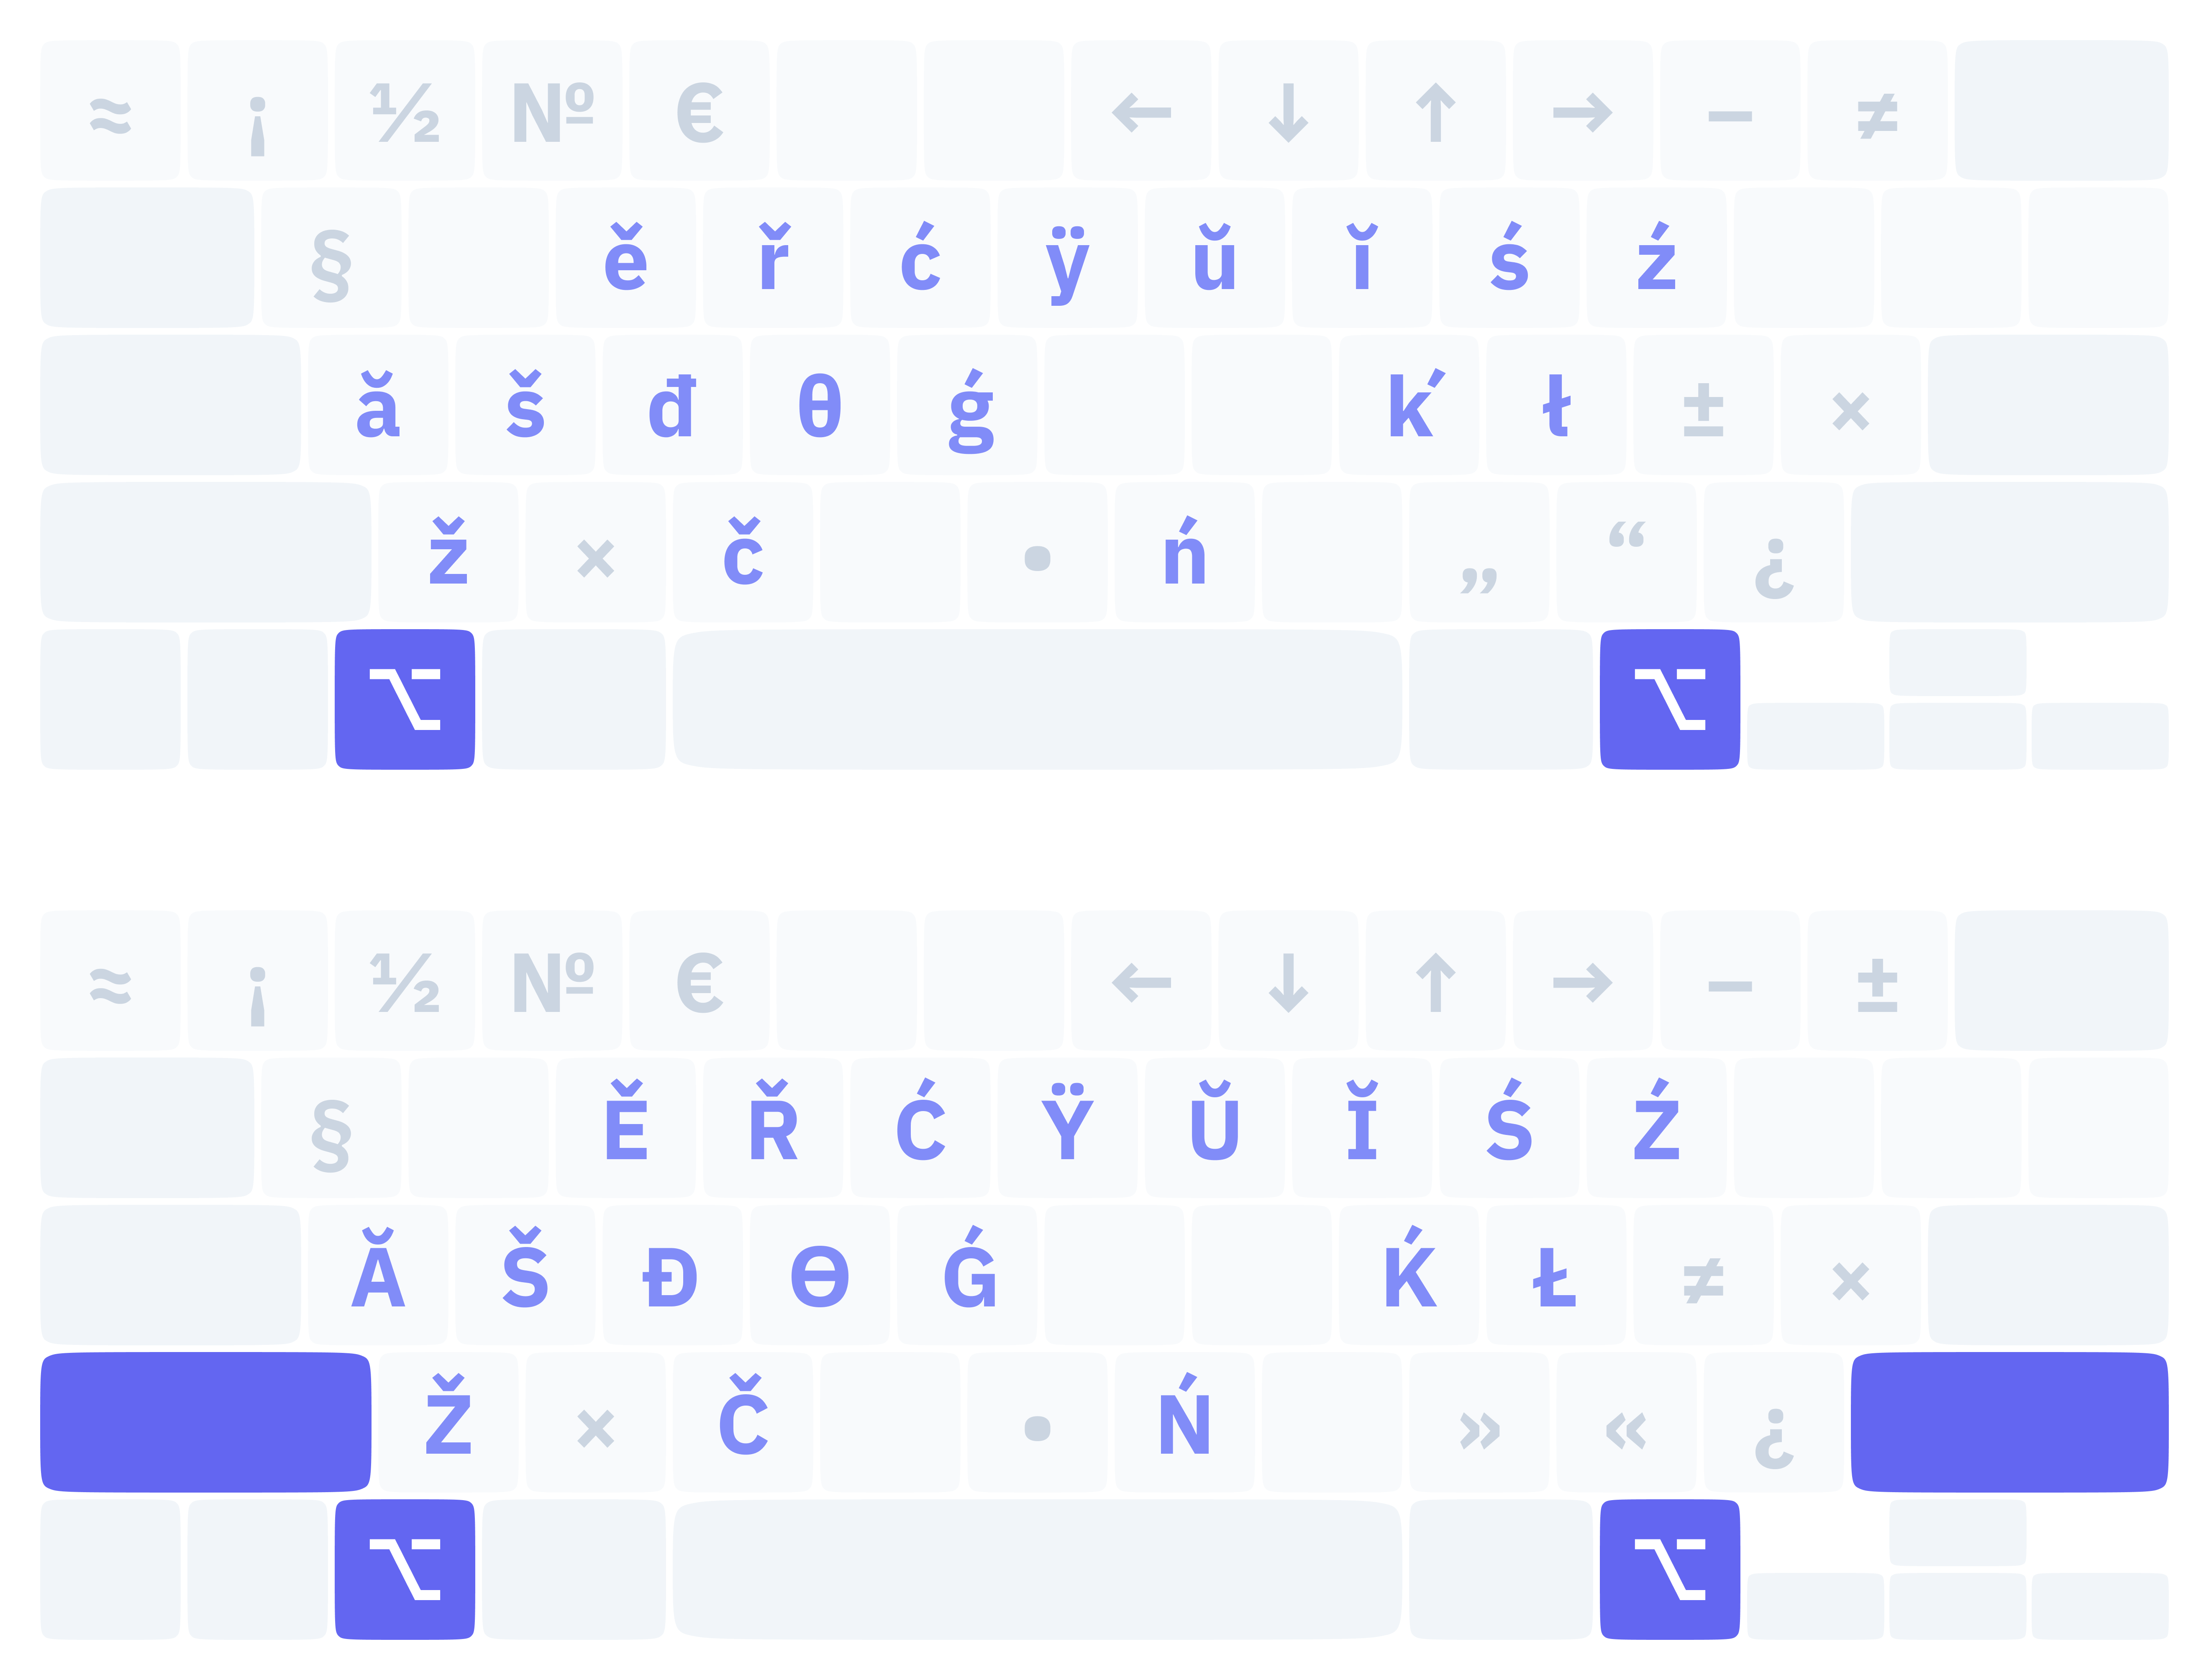 ≈ ¡ ½ № € ← ↓ ↑ → – ≠
§ ě ř ć ÿ ŭ ĭ ś ź
ă š đ θ ǵ ḱ ł ± ×
ž × č • ń „ “ ¿
⌥ ⌥
≈ ¡ ½ № € ← ↓ ↑ → – ±
§ Ě Ř Ć Ÿ Ŭ Ĭ Ś Ź
Ă Š Đ Ө Ǵ Ḱ Ł ≠ ×
Ž × Č • Ń » « ¿
⌥ ⌥